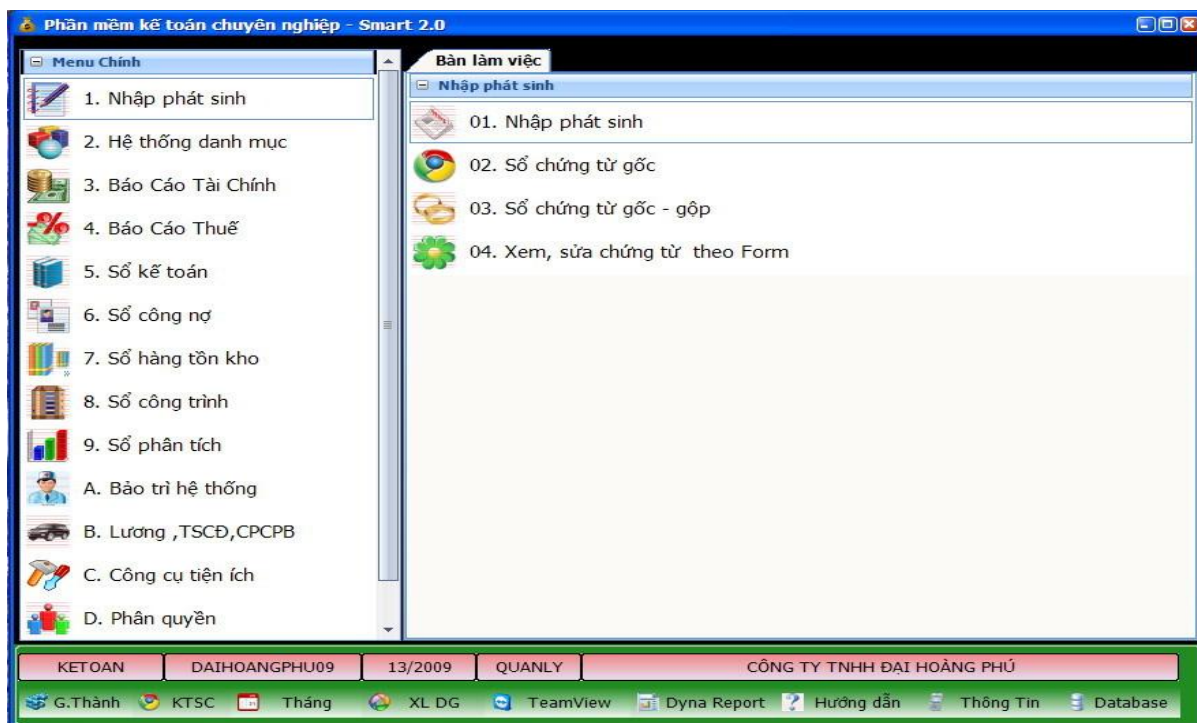 Phần mềm kế toán chuyên nghiệp - Smart 2.0
Menu Chính
1. Nhập phát sinh
2. Hệ thống danh mục
3. Báo Cáo Tài Chính
4. Báo Cáo Thuế
5. Sổ kế toán
6. Sổ công nợ
7. Sổ hàng tồn kho
8. Sổ công trình
9. Sổ phân tích
A. Bảo trì hệ thống
B. Lương ,TSCĐ,CPCPB
C. Công cụ tiện ích
D. Phân quyền
Bàn làm việc
Nhập phát sinh
01. Nhập phát sinh
02. Sổ chứng từ gốc
03. Sổ chứng từ gốc - gộp
04. Xem, sửa chứng từ theo Form
KETOAN DAIHOANGPHU09 13/2009 QUANLY CÔNG TY TNHH ĐẠI HOÀNG PHÚ
G.Thành KTSC Tháng XL DG TeamView Dyna Report Hướng dẫn Thông Tin Database